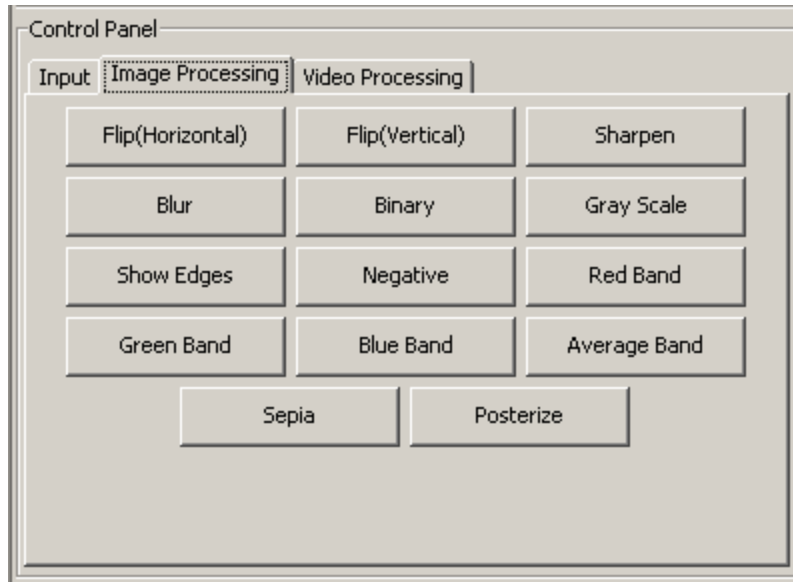 Control Panel
Input Image Processing Video Processing
Flip(Horizontal) Flip(Vertical) Sharpen
Blur Binary Gray Scale
Show Edges Negative Red Band
Green Band Blue Band Average Band
Sepia Posterize